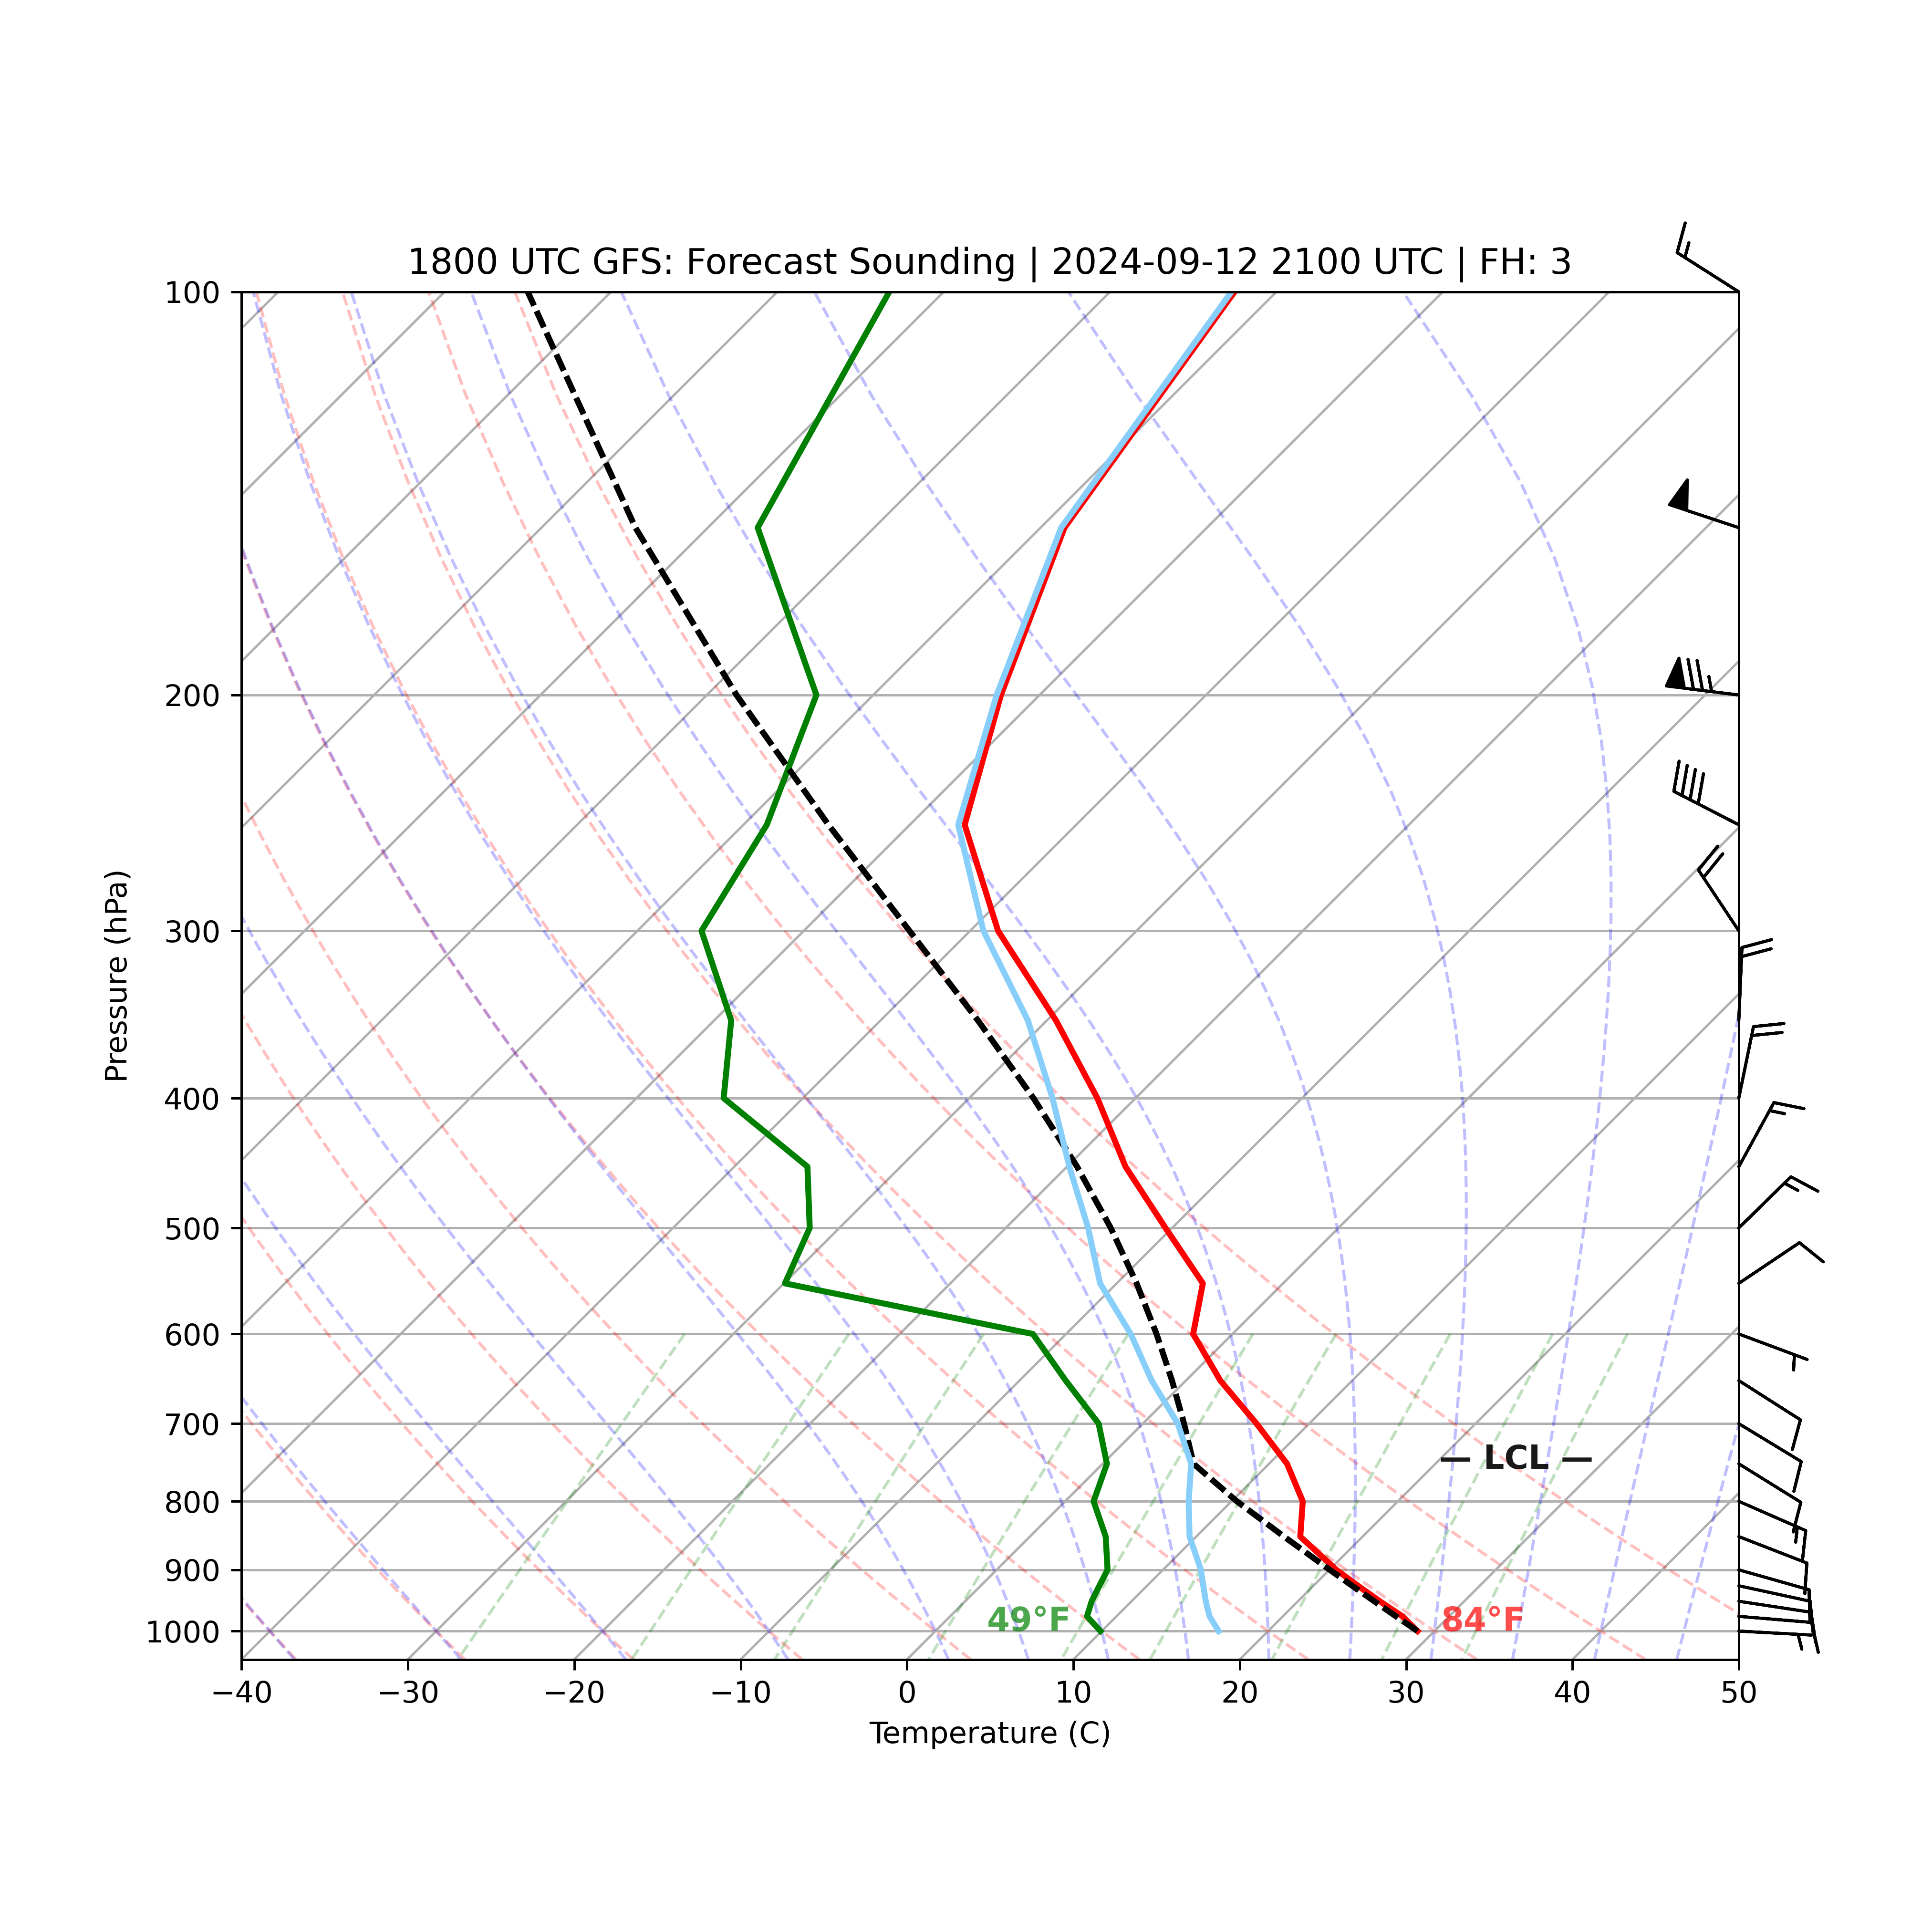 1800 UTC GFS: Forecast Sounding | 2024-09-12 2100 UTC | FH: 3
100
200
300
400
500
600
700
800
900
1000
Pressure (hPa)
— LCL —
49°F
84°F
−40 −30 −20 −10 0 10 20 30 40 50
Temperature (C)